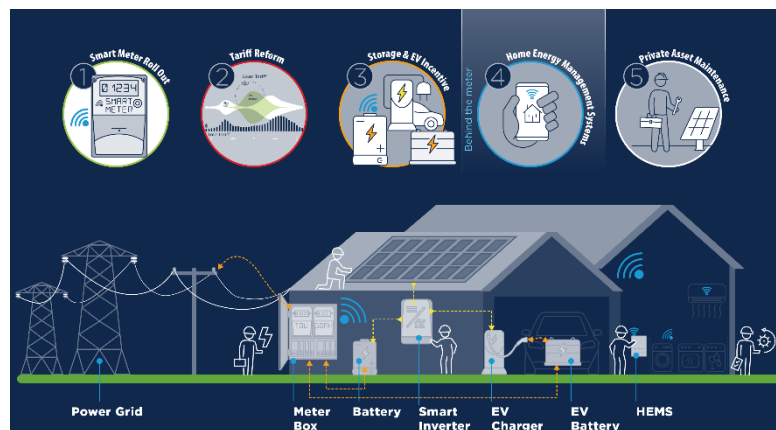 1
Smart Meter Roll Out
01234
SMART
METER
2
Tariff Reform
3
Storage & EV Incentive
Behind the meter
4
Home Energy Management Systems
5
Private Asset Maintenance
Power Grid
Meter
Box
Battery
Smart
Inverter
EV
Charger
EV
Battery
HEMS